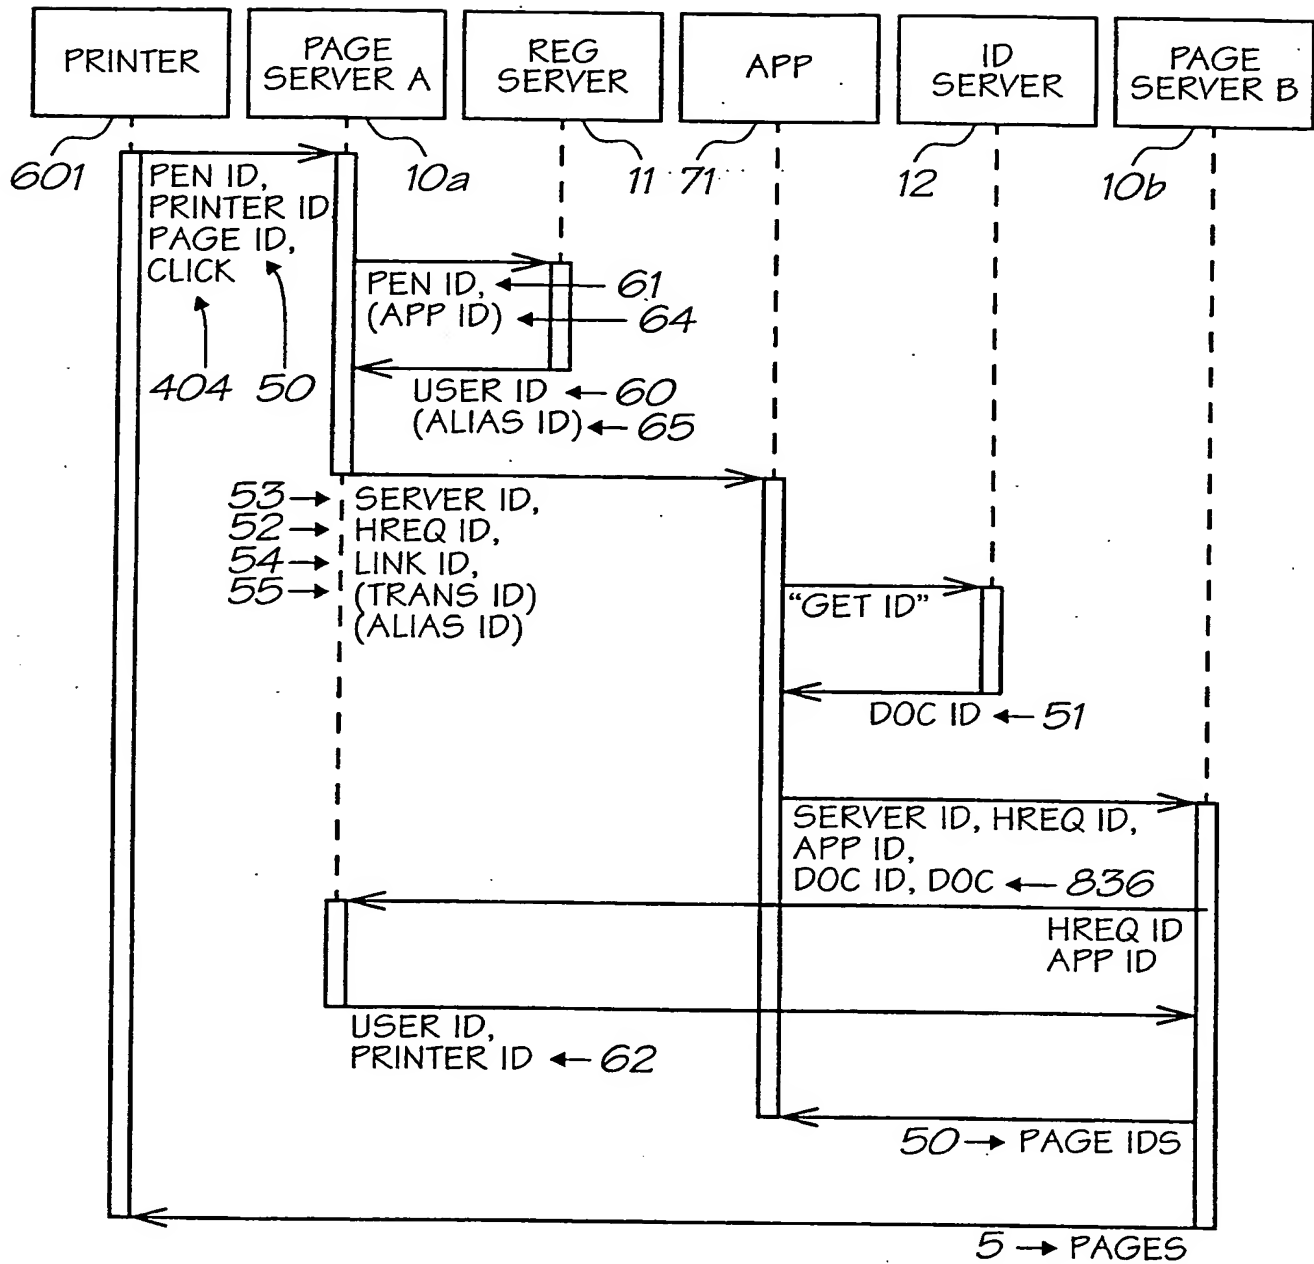 PRINTER
PAGE
SERVER A
REG
SERVER
APP
ID
SERVER
PAGE
SERVER B
601
10a
11
71
12
10b
PEN ID,
PRINTER ID
PAGE ID,
CLICK
404
50
PEN ID,
61
(APP ID)
64
USER ID
60
(ALIAS ID)
65
53
SERVER ID,
52
HREQ ID,
54
LINK ID,
55
(TRANS ID)
(ALIAS ID)
"GET ID"
DOC ID
51
SERVER ID, HREQ ID,
APP ID,
DOC ID, DOC
836
HREQ ID
APP ID
USER ID,
PRINTER ID
62
50
PAGE IDS
5
PAGES